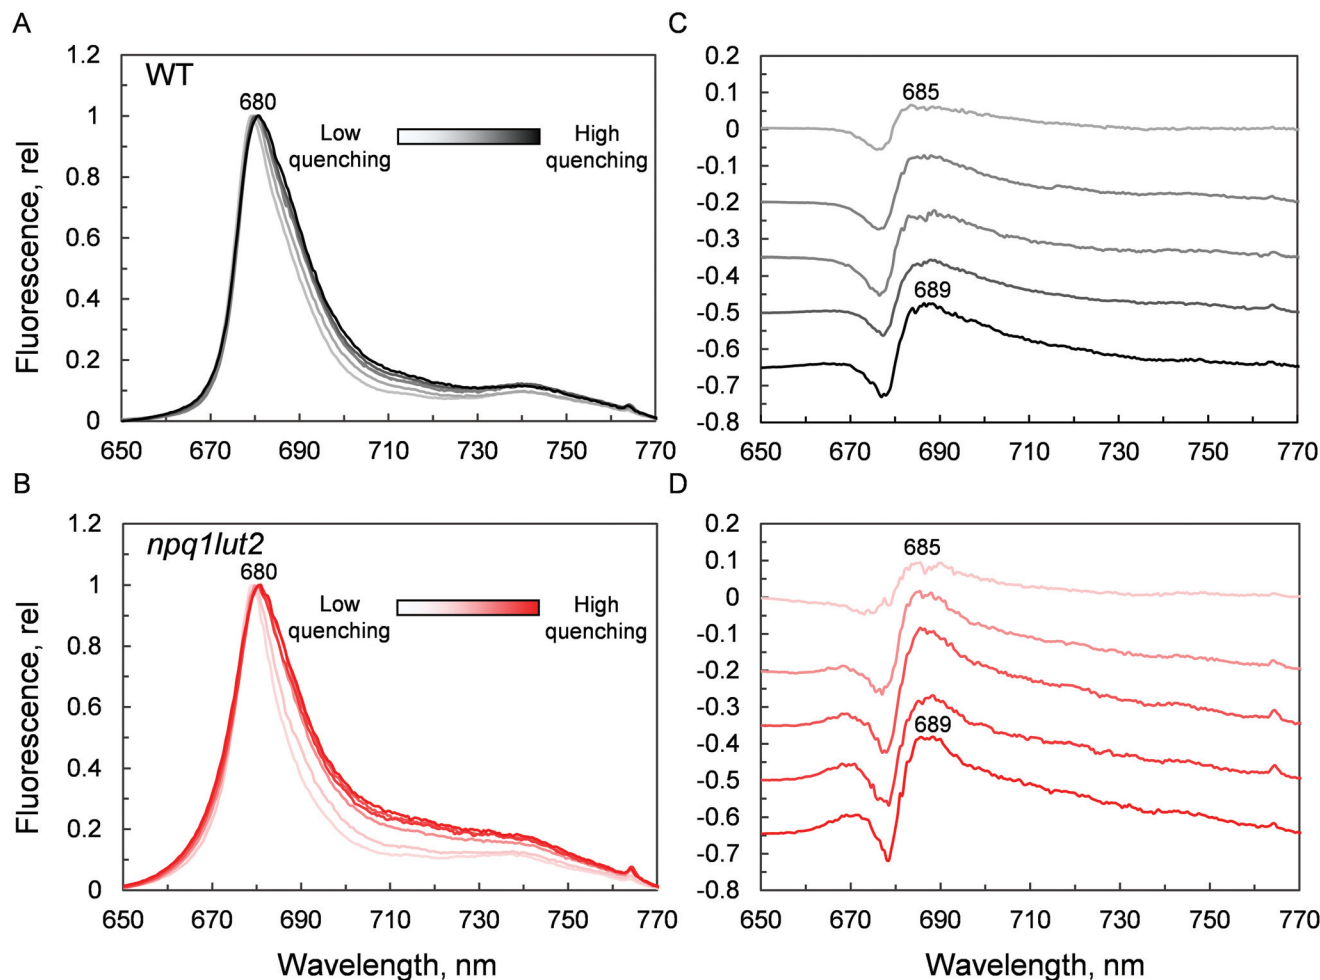 A
WT
680
Low
quenching
High
quenching
Fluorescence, rel
1.2
1
0.8
0.6
0.4
0.2
0
650 670 690 710 730 750 770
C
685
689
0.2
0.1
0
-0.1
-0.2
-0.3
-0.4
-0.5
-0.6
-0.7
-0.8
650 670 690 710 730 750 770
B
npq1lut2
680
Low
quenching
High
quenching
Fluorescence, rel
1.2
1
0.8
0.6
0.4
0.2
0
650 670 690 710 730 750 770
Wavelength, nm
D
685
689
0.2
0.1
0
-0.1
-0.2
-0.3
-0.4
-0.5
-0.6
-0.7
-0.8
650 670 690 710 730 750 770
Wavelength, nm